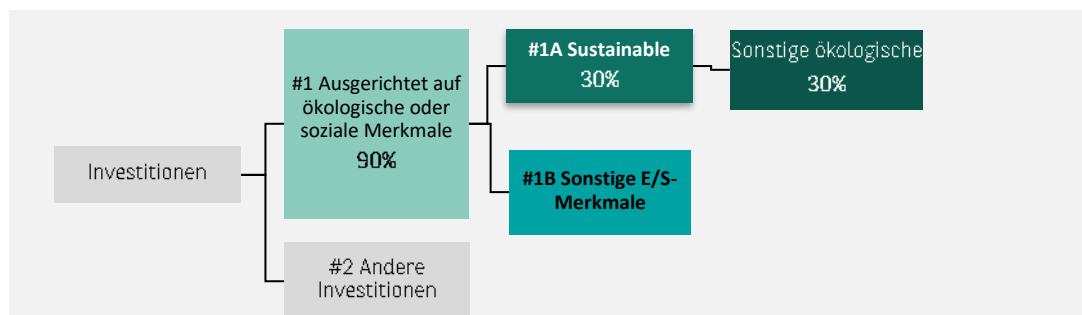 Investitionen
#1 Ausgerichtet auf
ökologische oder
soziale Merkmale
90%
#2 Andere
Investitionen
#1A Sustainable
30%
#1B Sonstige E/S-
Merkmale
Sonstige ökologische
30%